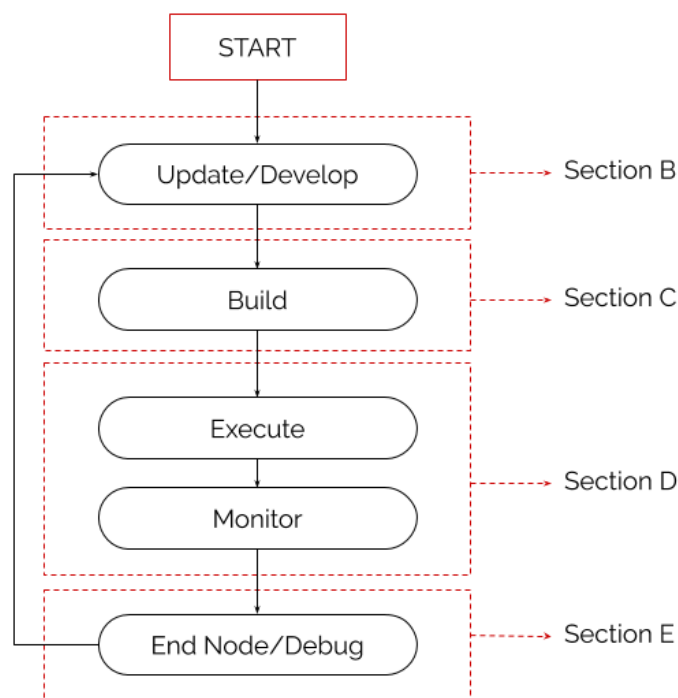 START
Update/Develop
Section B
Build
Section C
Execute
Section D
Monitor
End Node/Debug
Section E